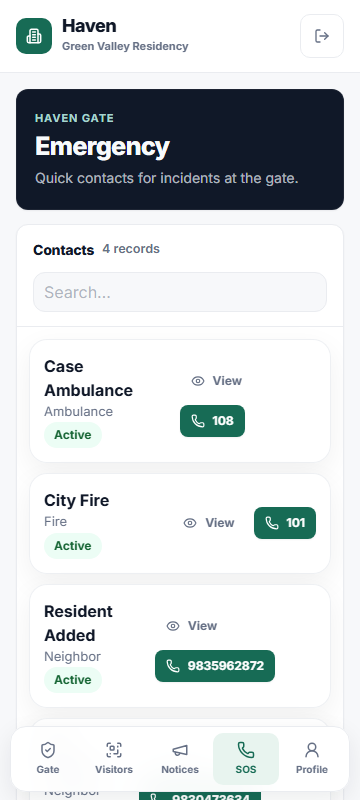 Haven
Green Valley Residency
HAVEN GATE
Emergency
Quick contacts for incidents at the gate.
Contacts 4 records
Search...
Case
Ambulance
Ambulance
Active
View
108
City Fire
Fire
Active
View
101
Resident
Added
Neighbor
Active
View
9835962872
Neighbor
9830473634
Gate
Visitors
Notices
SOS
Profile